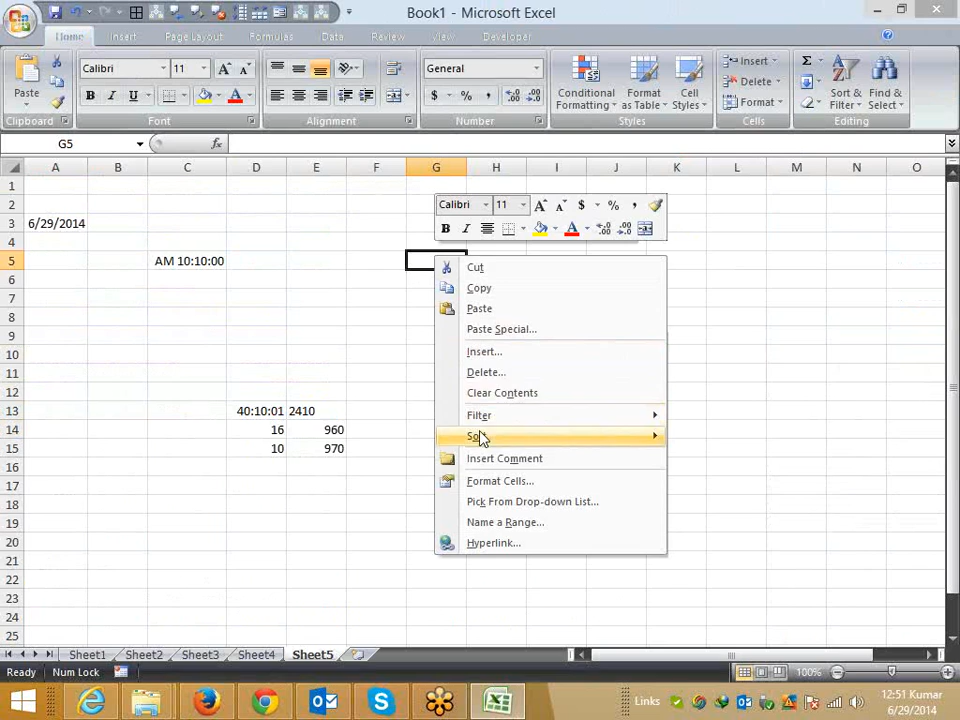 Book1 - Microsoft Excel
Home Insert Page Layout Formulas Data Review View Developer
Paste
Calibri 11
General
Conditional Formatting
Format as Table
Cell Styles
Insert
Delete
Format
Sort & Filter
Find & Select
Clipboard Font Alignment Number Styles Cells Editing
G5 fx
A B C D E F G H I J K L M N O
1
2
3 6/29/2014
4
5 AM 10:10:00
6
7
8
9
10
11
12
13 40:10:01 2410
14 16 960
15 10 970
16
17
18
19
20
21
22
23
24
25
Calibri 11
Cut
Copy
Paste
Paste Special...
Insert...
Delete...
Clear Contents
Filter
Insert Comment
Format Cells...
Pick From Drop-down List...
Name a Range...
Hyperlink...
Sheet1 Sheet2 Sheet3 Sheet4 Sheet5
Ready Num Lock 100%
Links
12:51 Kumar
6/29/2014